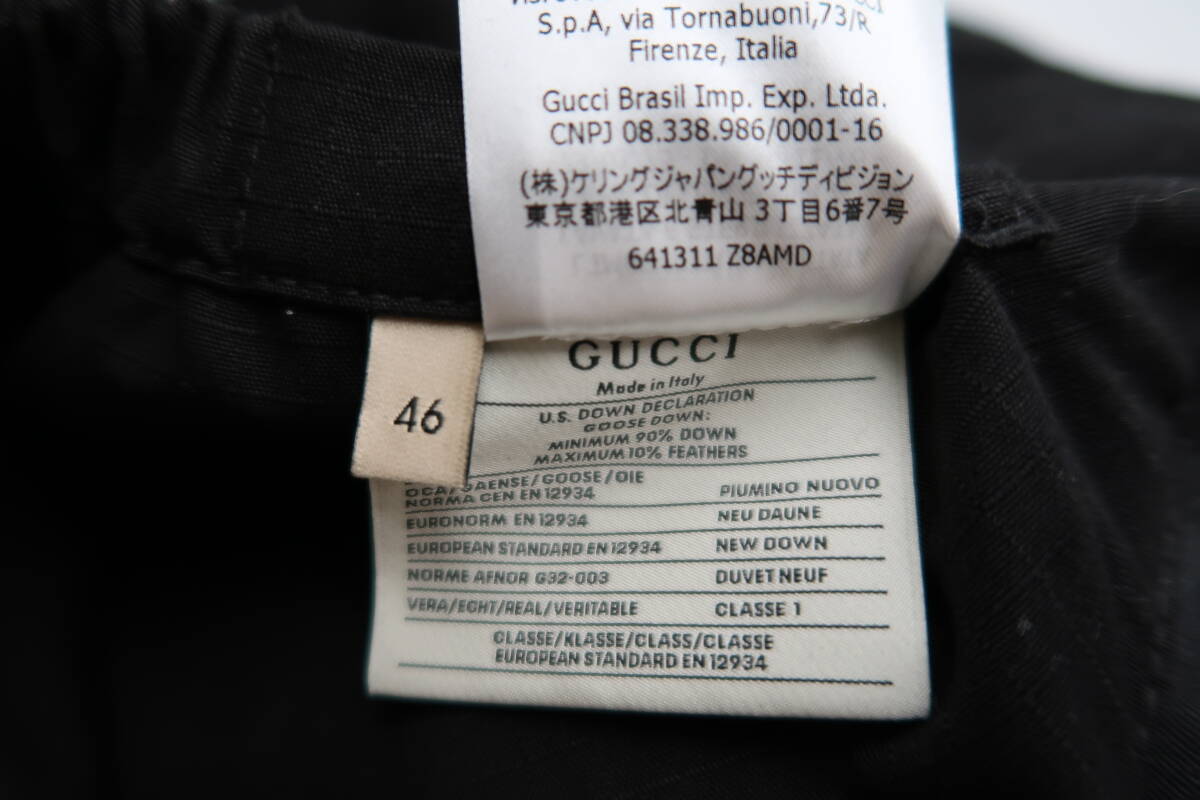 S.p.A, via Tornabuoni,73/R
Firenze, Italia
Gucci Brasil Imp. Exp. Ltda.
CNPJ 08.338.986/0001-16
(株)ケリングジャパングッチディビジョン
東京都港区北青山 3丁目6番7号
641311 Z8AMD
46
GUCCI
Made in Italy
U.S. DOWN DECLARATION
GOOSE DOWN:
MINIMUM 90% DOWN
MAXIMUM 10% FEATHERS
OCA/GAENSE/GOOSE/OIE
NORMA CEN EN 12934 PIUMINO NUOVO
EURONORM EN 12934 NEU DAUNE
EUROPEAN STANDARD EN 12934 NEW DOWN
NORME AFNOR G32-003 DUVET NEUF
VERA/ECHT/REAL/VERITABLE CLASSE 1
CLASSE/KLASSE/CLASS/CLASSE
EUROPEAN STANDARD EN 12934